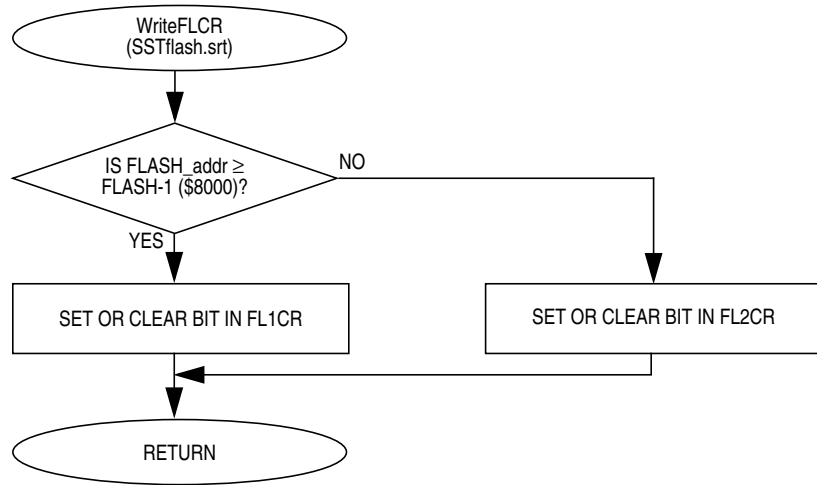 WriteFLCR
(SSTflash.srt)
IS FLASH_addr ≥
FLASH-1 ($8000)?
NO
YES
SET OR CLEAR BIT IN FL1CR
SET OR CLEAR BIT IN FL2CR
RETURN